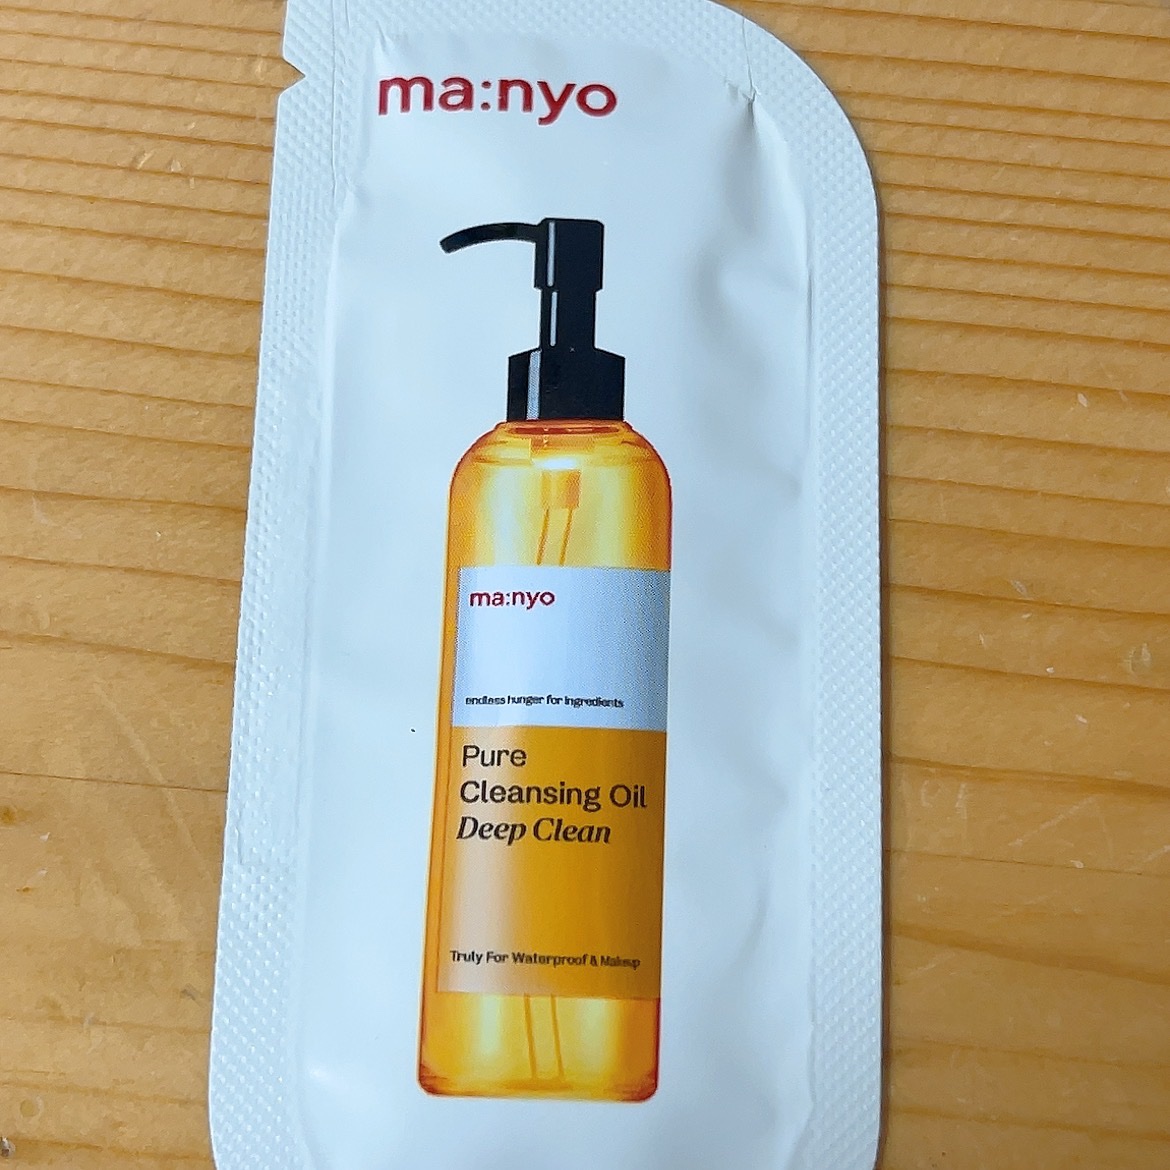 ma:nyo
ma:nyo
endless hunger for ingredients
Pure
Cleansing Oil
Deep Clean
Truly For Waterproof & Makeup